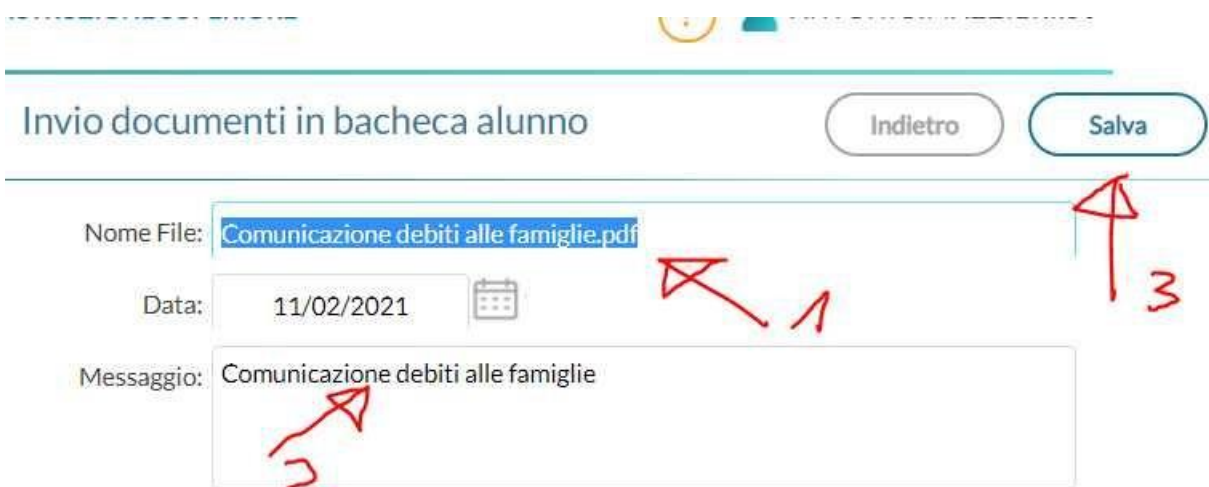 Invio documenti in bacheca alunno
Indietro
Salva
Nome File: Comunicazione debiti alle famiglie.pdf
Data: 11/02/2021
1
3
Messaggio: Comunicazione debiti alle famiglie
2